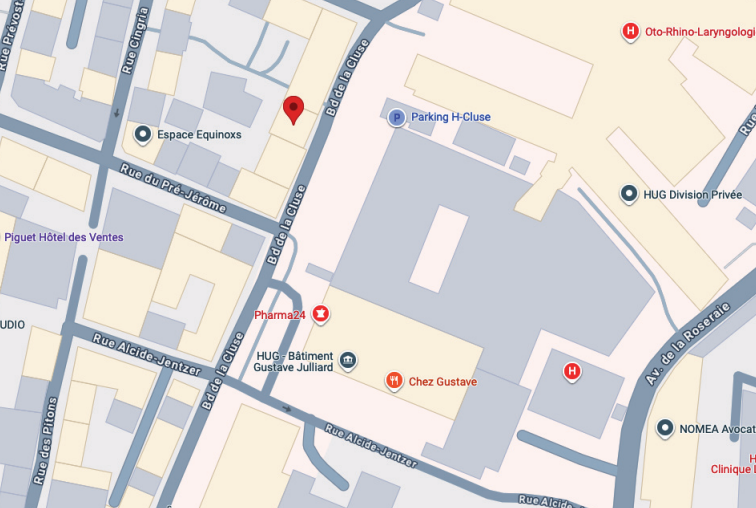 Rue Prévost
Rue Cingria
Bd de la Cluse
Oto-Rhino-Laryngologi
Parking H-Cluse
P
H
Rue
Espace Equinoxs
Rue du Pré-Jérôme
HUG Division Privée
Bd de la Cluse
Piguet Hôtel des Ventes
Pharma24
UDIO
Rue Alcide-Jentzer
HUG - Bâtiment
Gustave Julliard
Chez Gustave
H
Av. de la Roseraie
Bd de la Cluse
Rue des Pitons
Rue Alcide-Jentzer
NOMEA Avocat
H
Clinique L
Rue Alcide-